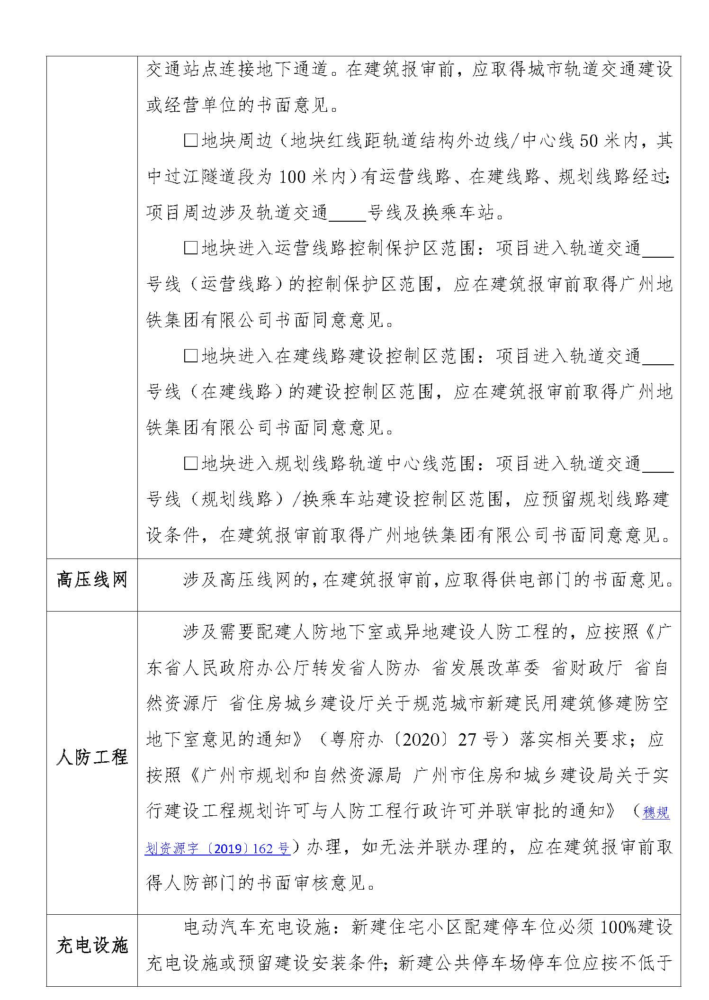 交通站点连接地下通道。在建筑报审前，应取得城市轨道交通建设
或经营单位的书面意见。
□地块周边（地块红线距轨道结构外边线/中心线 50 米内，其
中过江隧道段为 100 米内）有运营线路、在建线路、规划线路经过：
项目周边涉及轨道交通____号线及换乘车站。
□地块进入运营线路控制保护区范围：项目进入轨道交通____
号线（运营线路）的控制保护区范围，应在建筑报审前取得广州地
铁集团有限公司书面同意意见。
□地块进入在建线路建设控制区范围：项目进入轨道交通____
号线（在建线路）的建设控制区范围，应在建筑报审前取得广州地
铁集团有限公司书面同意意见。
□地块进入规划线路轨道中心线范围：项目进入轨道交通____
号线（规划线路）/换乘车站建设控制区范围，应预留规划线路建
设条件，在建筑报审前取得广州地铁集团有限公司书面同意意见。
高压线网
涉及高压线网的，在建筑报审前，应取得供电部门的书面意见。
人防工程
涉及需要配建人防地下室或异地建设人防工程的，应按照《广
东省人民政府办公厅转发省人防办 省发展改革委 省财政厅 省自
然资源厅 省住房城乡建设厅关于规范城市新建民用建筑修建防空
地下室意见的通知》（粤府办〔2020〕27 号）落实相关要求；应
按照《广州市规划和自然资源局 广州市住房和城乡建设局关于实
行建设工程规划许可与人防工程行政许可并联审批的通知》（穗规
划资源字〔2019〕162 号）办理，如无法并联办理的，应在建筑报审前取
得人防部门的书面审核意见。
充电设施
电动汽车充电设施：新建住宅小区配建停车位必须 100%建设
充电设施或预留建设安装条件；新建公共停车场停车位应按不低于